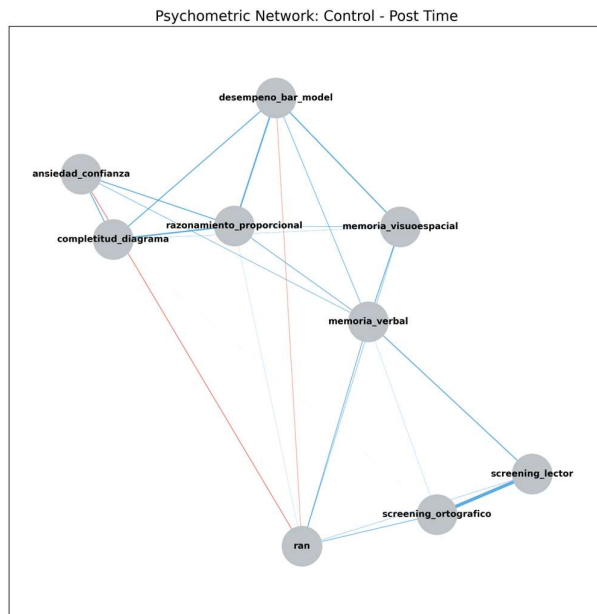 Psychometric Network: Control - Post Time
desempeno_bar_model
ansiedad_confianza
razonamiento_proporcional
memoria_visuoespacial
completitud_diagrama
memoria_verbal
screening_lector
screening_ortografico
ran